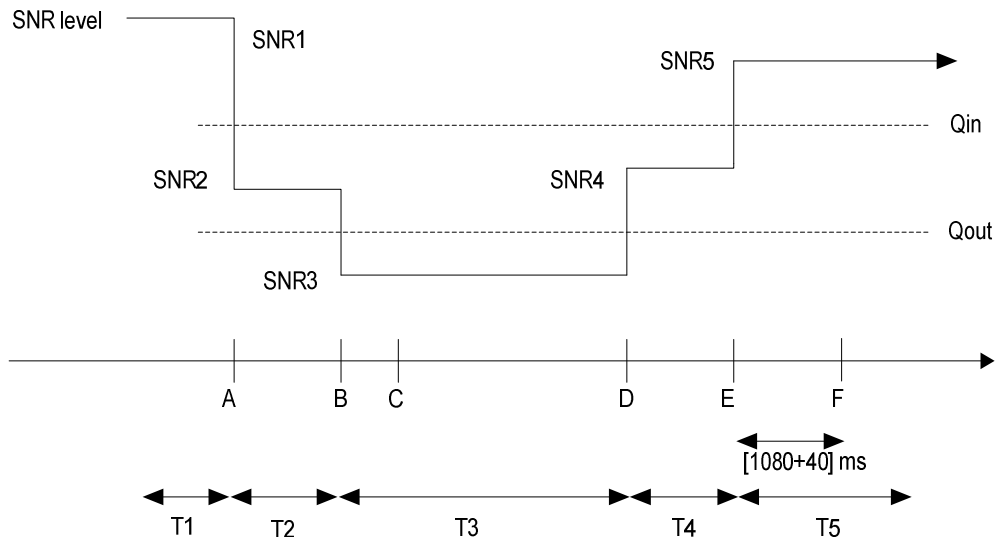 SNR level
SNR1
SNR5
Qin
SNR2
SNR4
Qout
SNR3
A
B
C
D
E
F
[1080+40] ms
T1
T2
T3
T4
T5